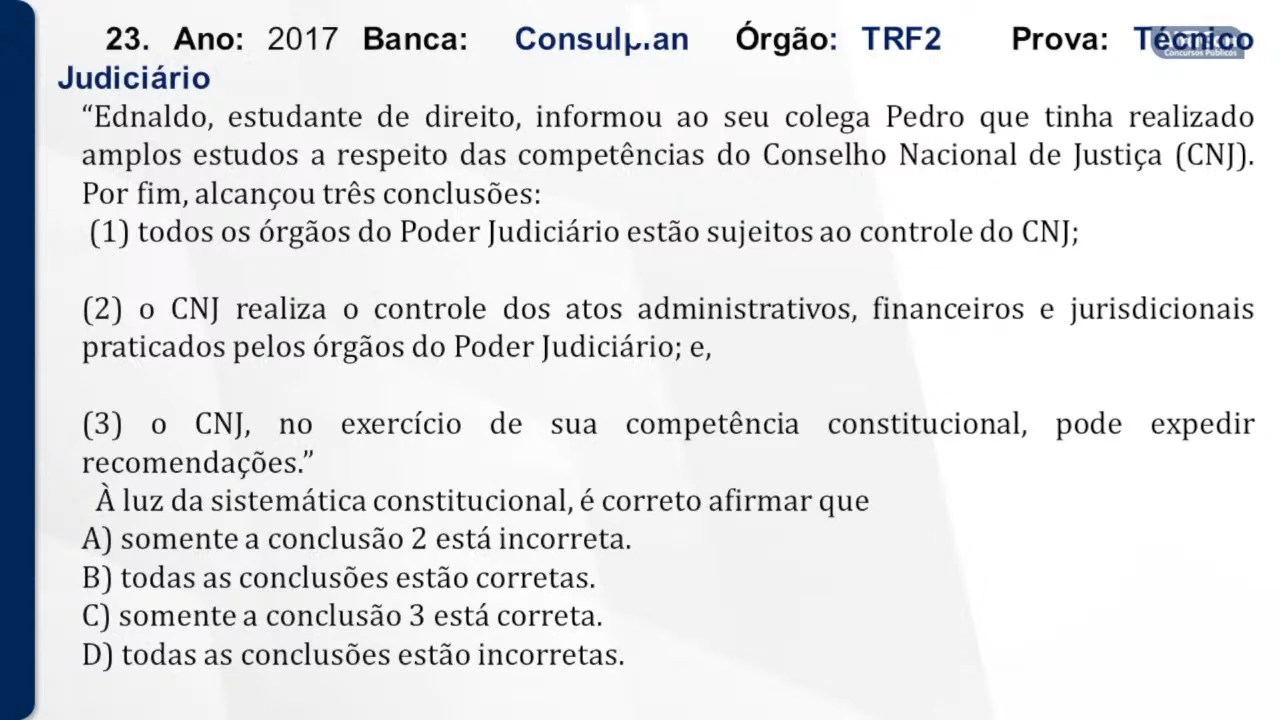 23. Ano: 2017 Banca: Consulplan Órgão: TRF2 Prova: Técnico
Concursos Públicos
Judiciário
“Ednaldo, estudante de direito, informou ao seu colega Pedro que tinha realizado
amplos estudos a respeito das competências do Conselho Nacional de Justiça (CNJ).
Por fim, alcançou três conclusões:
(1) todos os órgãos do Poder Judiciário estão sujeitos ao controle do CNJ;
(2) o CNJ realiza o controle dos atos administrativos, financeiros e jurisdicionais
praticados pelos órgãos do Poder Judiciário; e,
(3) o CNJ, no exercício de sua competência constitucional, pode expedir
recomendações.”
À luz da sistemática constitucional, é correto afirmar que
A) somente a conclusão 2 está incorreta.
B) todas as conclusões estão corretas.
C) somente a conclusão 3 está correta.
D) todas as conclusões estão incorretas.